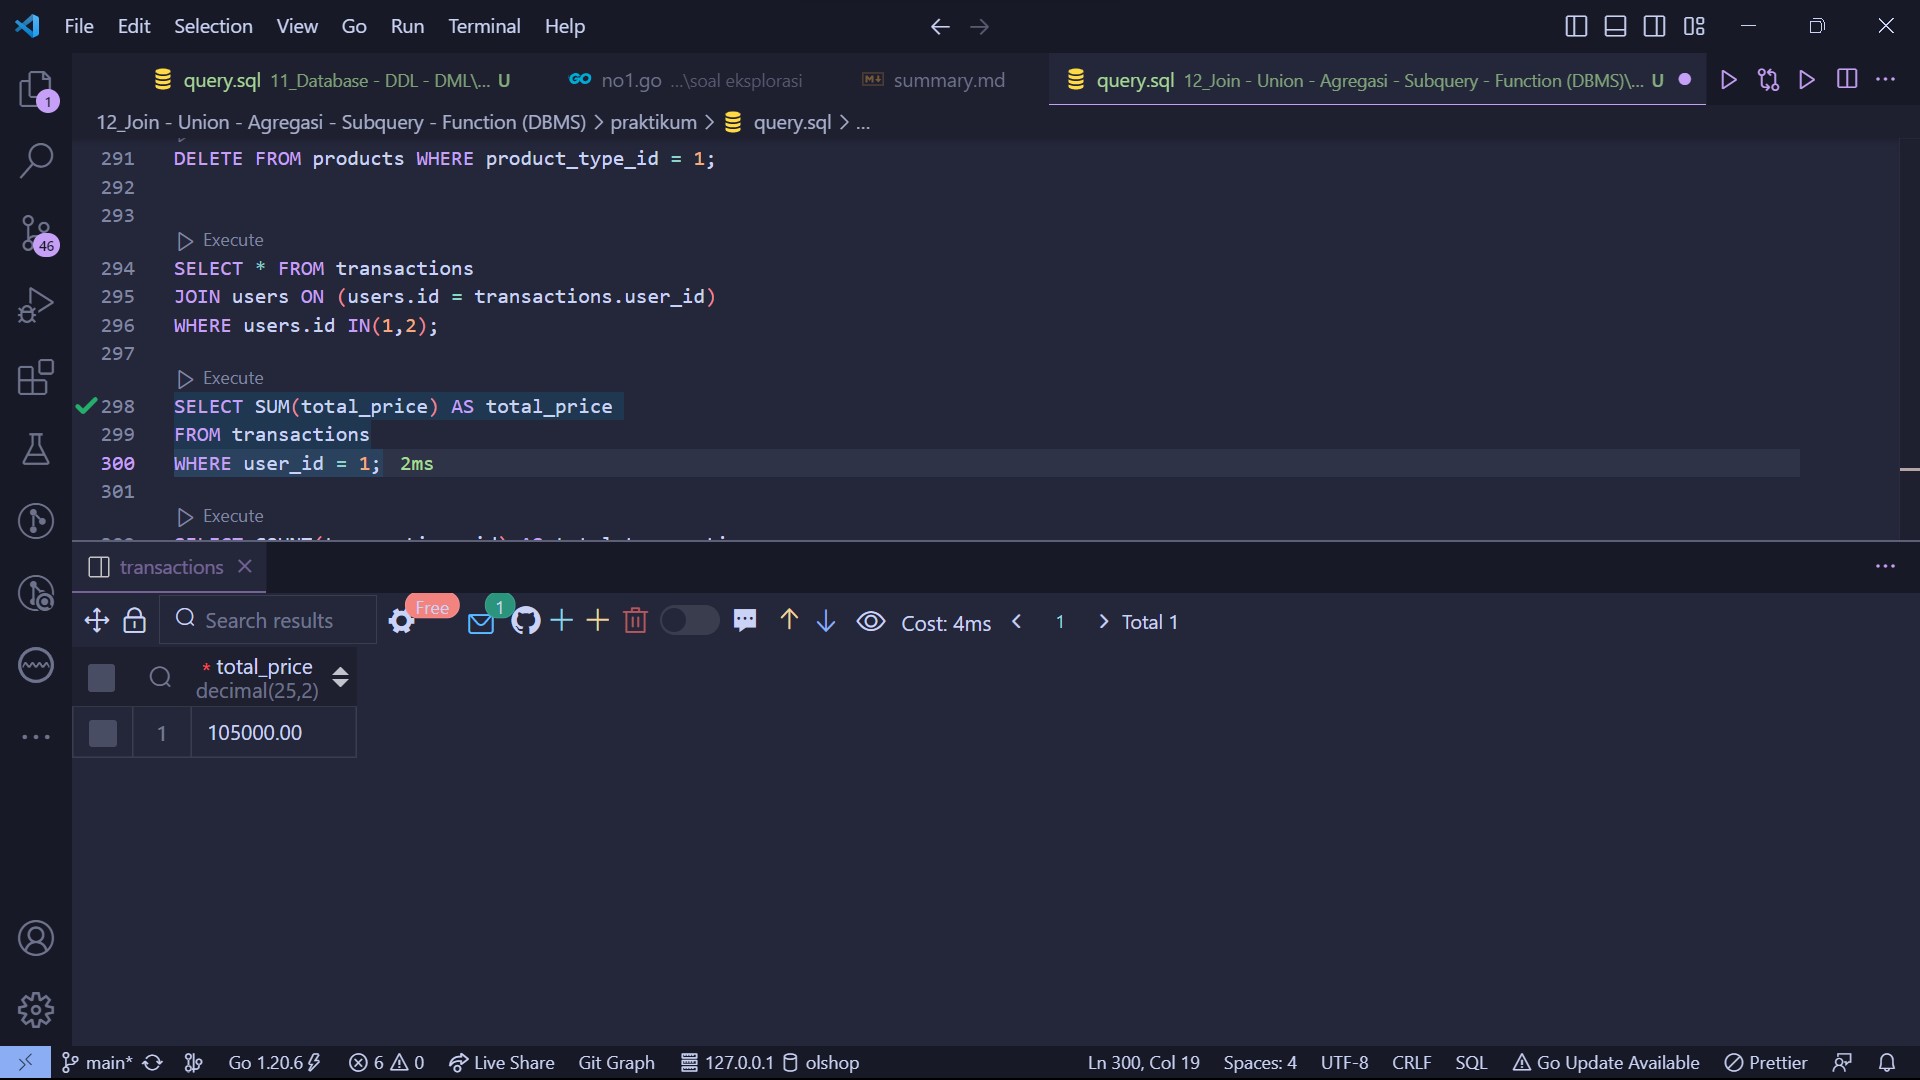 File Edit Selection View Go Run Terminal Help
query.sql 11_Database - DDL - DML\... U
no1.go ...\soal eksplorasi
summary.md
query.sql 12_Join - Union - Agregasi - Subquery - Function (DBMS)\... U
12_Join - Union - Agregasi - Subquery - Function (DBMS) > praktikum > query.sql > ...
291 DELETE FROM products WHERE product_type_id = 1;
292
293
Execute
294 SELECT * FROM transactions
295 JOIN users ON (users.id = transactions.user_id)
296 WHERE users.id IN(1,2);
297
Execute
298 SELECT SUM(total_price) AS total_price
299 FROM transactions
300 WHERE user_id = 1; 2ms
301
Execute
transactions
Search results
Free
1
Cost: 4ms < 1 > Total 1
* total_price
decimal(25,2)
1 105000.00
1
46
main* Go 1.20.6 6 0 Live Share Git Graph 127.0.0.1 olshop
Ln 300, Col 19 Spaces: 4 UTF-8 CRLF SQL Go Update Available Prettier